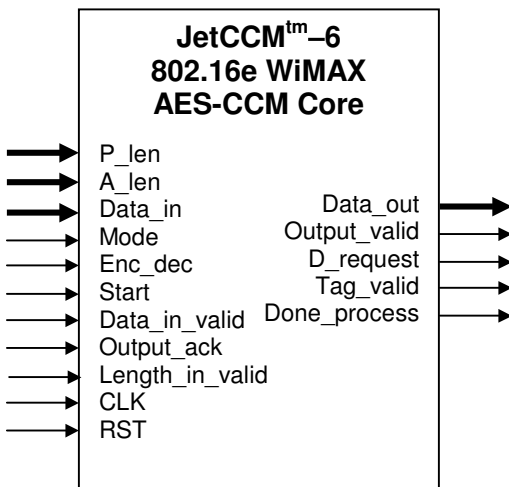 JetCCM™–6
802.16e WiMAX
AES-CCM Core
P_len
A_len
Data_in
Mode
Enc_dec
Start
Data_in_valid
Output_ack
Length_in_valid
CLK
RST
Data_out
Output_valid
D_request
Tag_valid
Done_process